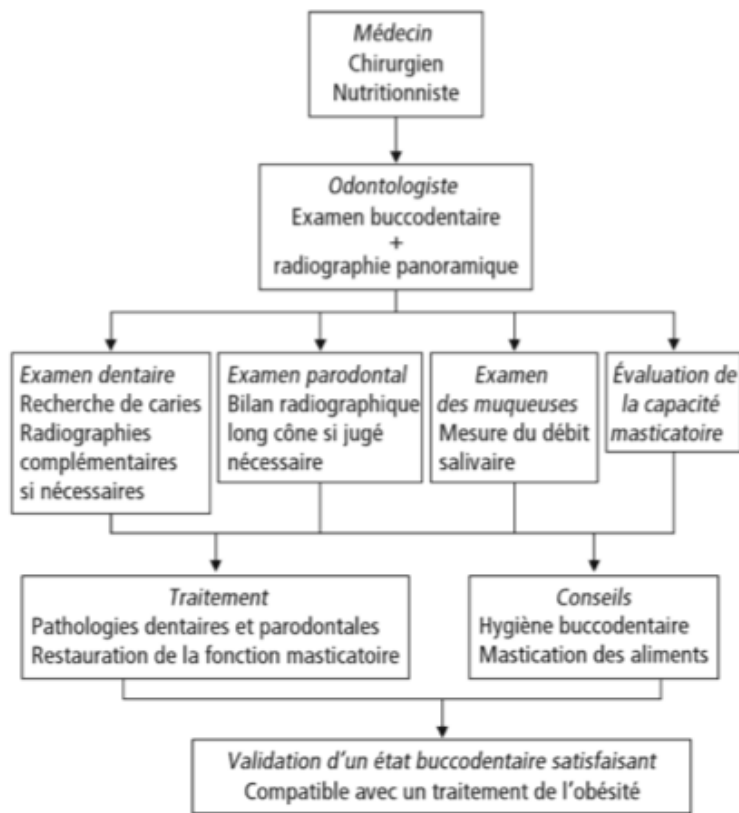 Médecin
Chirurgien
Nutritionniste
Odontologiste
Examen buccodentaire
+
radiographie panoramique
Examen dentaire
Recherche de caries
Radiographies
complémentaires
si nécessaires
Examen parodontal
Bilan radiographique
long cône si jugé
nécessaire
Examen
des muqueuses
Mesure du débit
salivaire
Évaluation de
la capacité
masticatoire
Traitement
Pathologies dentaires et parodontales
Restauration de la fonction masticatoire
Conseils
Hygiène buccodentaire
Mastication des aliments
Validation d’un état buccodentaire satisfaisant
Compatible avec un traitement de l’obésité